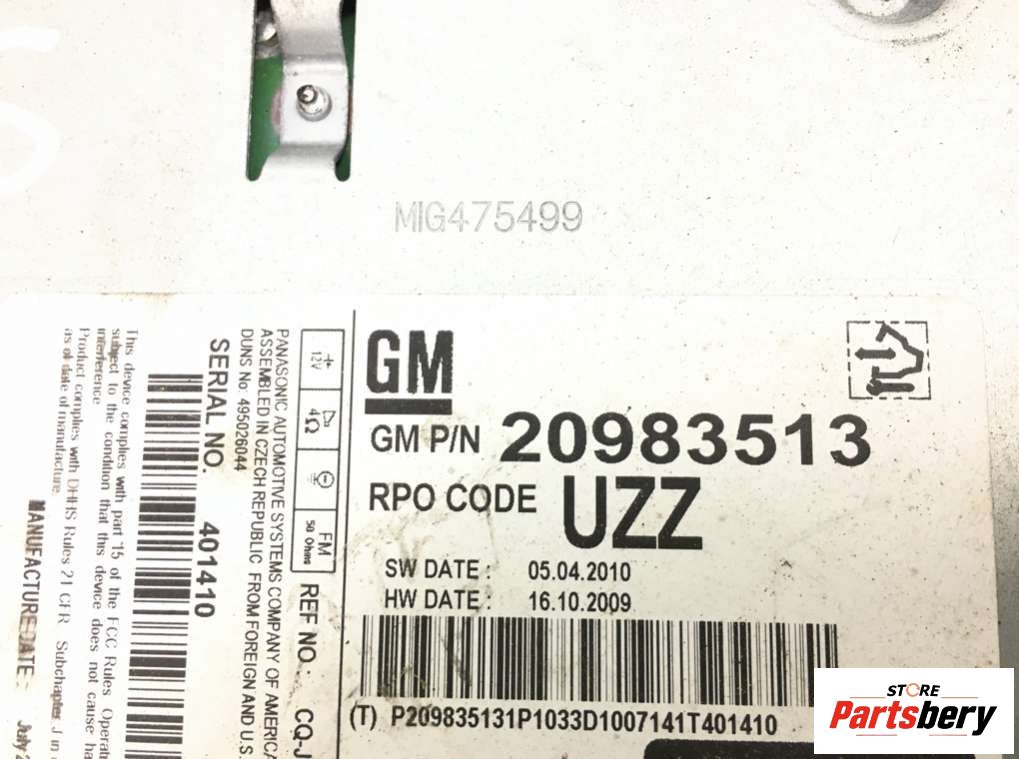 MIG475499
GM
GM P/N 20983513
RPO CODE UZZ
SW DATE : 05.04.2010
HW DATE : 16.10.2009
(T) P209835131P1033D1007141T401410
12V
4Ω
FM
50 Ohms
REF NO. CQ-J
PANASONIC AUTOMOTIVE SYSTEMS COMPANY OF AMERICA
ASSEMBLED IN CZECH REPUBLIC FROM FOREIGN AND U.S.
DUNS No: 495026044
SERIAL NO. 401410
This device complies with part 15 of the FCC Rules
subject to the condition that this device does not cause
interference
Product complies with DHHS Rules 21 CFR Subchapter J in
as of date of manufacture.
MANUFACTURE DATE: July
STORE
Partsbery